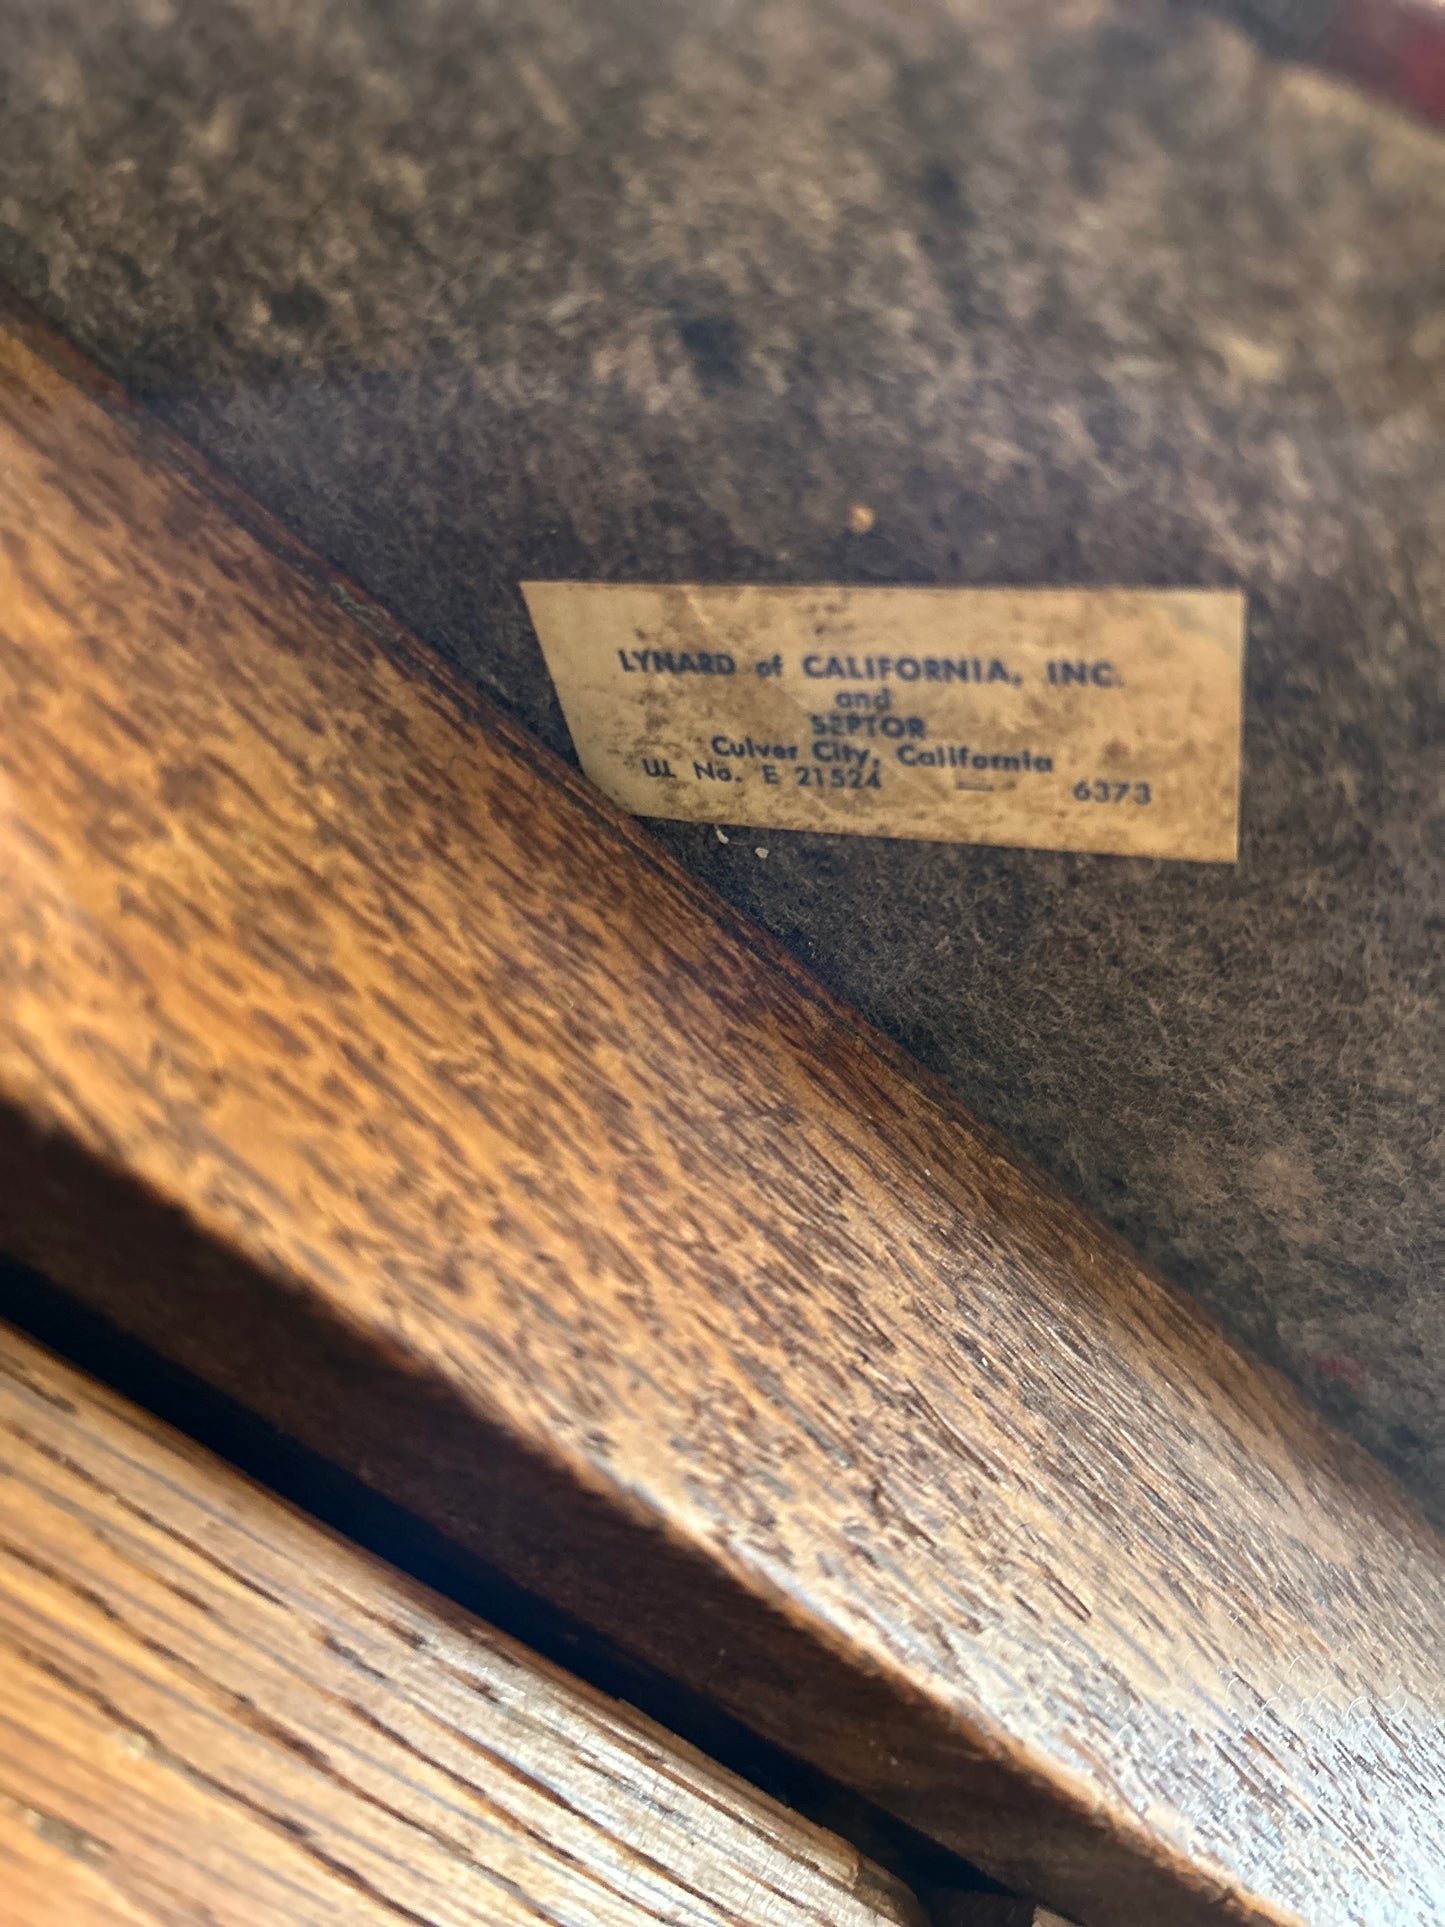 LYNARD of CALIFORNIA, INC.
and
SEPTOR
Culver City, California
UL No. E 21524 — 6373